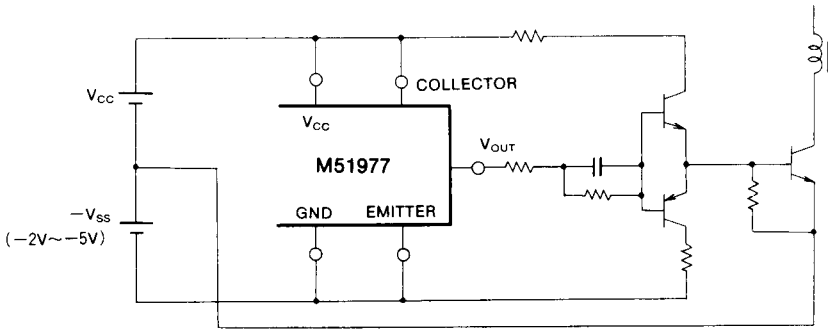 COLLECTOR
VCC
VCC
VOUT
M51977
−VSS
(−2V~−5V)
GND
EMITTER